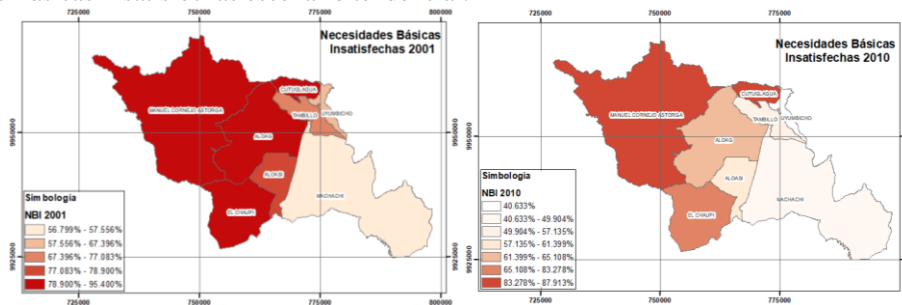 725000 750000 775000 800000
Necesidades Básicas
Insatisfechas 2001
CUTUGLAGUA
MANUEL CORNEJO ASTORGA
TAMBILLO
UYUMBICHO
ALOAG
ALOASI
MACHACHI
EL CHAUPI
9950000
9925000
Simbología
NBI 2001
56.799% - 57.556%
57.556% - 67.396%
67.396% - 77.083%
77.083% - 78.900%
78.900% - 95.400%
725000 750000 775000 800000
725000 750000 775000
Necesidades Básicas
Insatisfechas 2010
CUTUGLAGUA
MANUEL CORNEJO ASTORGA
TAMBILLO
UYUMBICHO
ALOAG
ALOASI
MACHACHI
EL CHAUPI
9950000
9925000
Simbología
NBI 2010
40.633%
40.633% - 49.904%
49.904% - 57.135%
57.135% - 61.399%
61.399% - 65.108%
65.108% - 83.278%
83.278% - 87.913%
725000 750000 775000